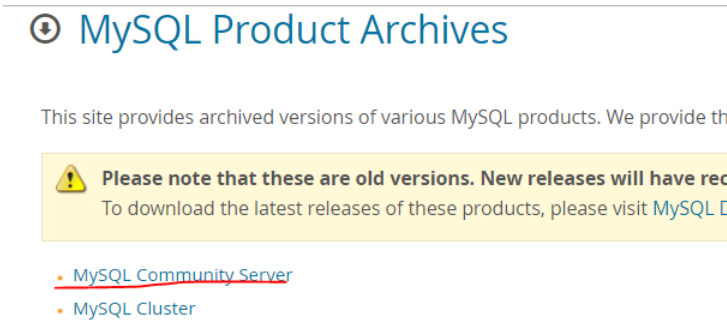 MySQL Product Archives
This site provides archived versions of various MySQL products. We provide th
Please note that these are old versions. New releases will have rec
To download the latest releases of these products, please visit MySQL D
MySQL Community Server
MySQL Cluster